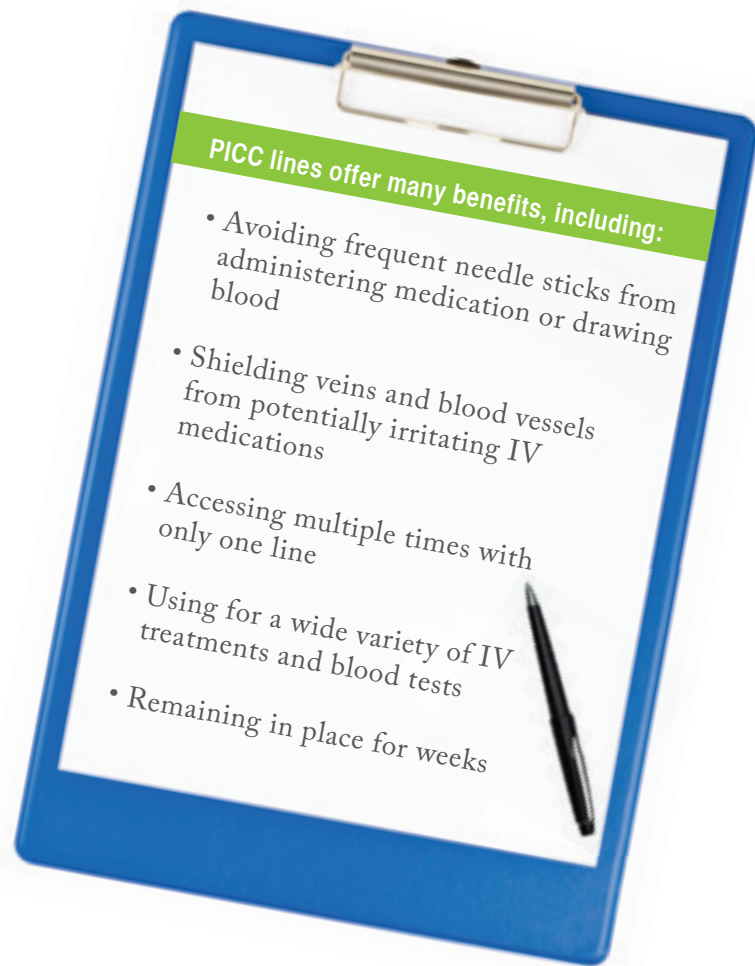 PICC lines offer many benefits, including:
• Avoiding frequent needle sticks from
administering medication or drawing
blood
• Shielding veins and blood vessels
from potentially irritating IV
medications
• Accessing multiple times with
only one line
• Using for a wide variety of IV
treatments and blood tests
• Remaining in place for weeks